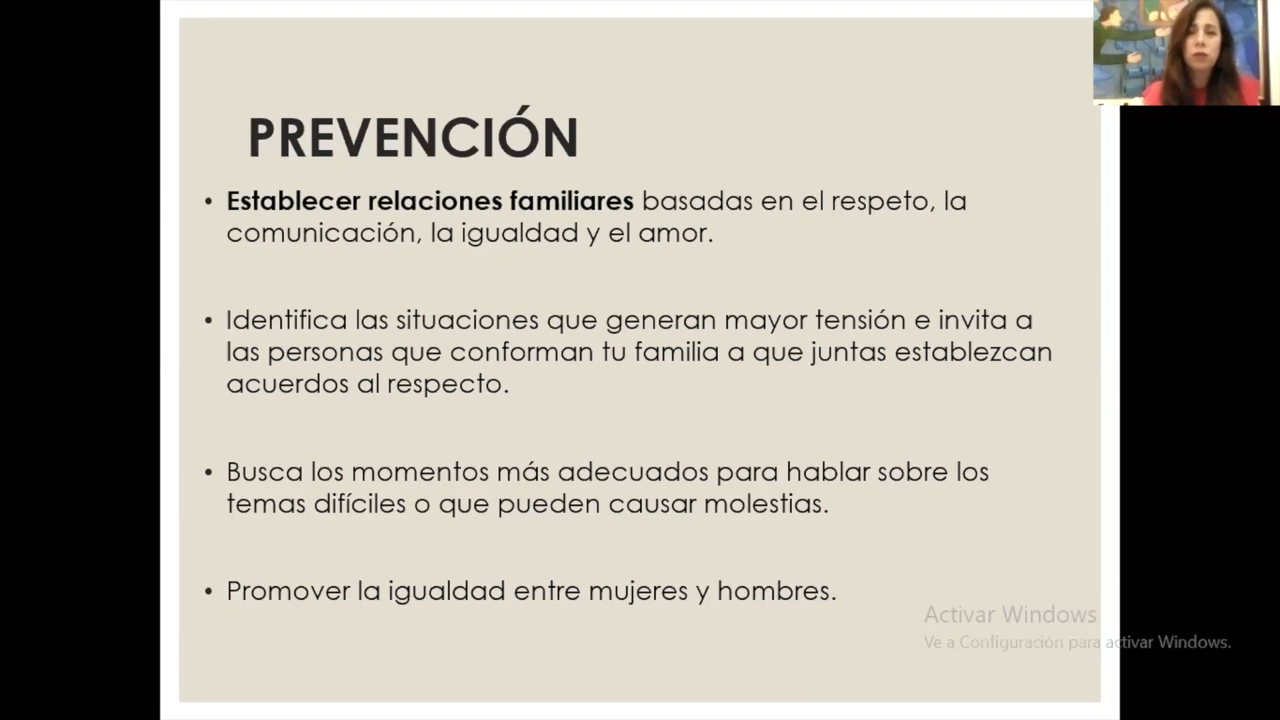 PREVENCIÓN
• Establecer relaciones familiares basadas en el respeto, la
comunicación, la igualdad y el amor.
• Identifica las situaciones que generan mayor tensión e invita a
las personas que conforman tu familia a que juntas establezcan
acuerdos al respecto.
• Busca los momentos más adecuados para hablar sobre los
temas difíciles o que pueden causar molestias.
• Promover la igualdad entre mujeres y hombres.
Activar Windows
Ve a Configuración para activar Windows.